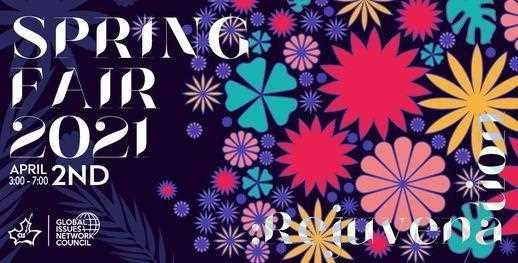 SPRING
FAIR
2021
APRIL 2ND
3:00 - 7:00
GLOBAL
ISSUES
NETWORK
COUNCIL
Rejuvenation